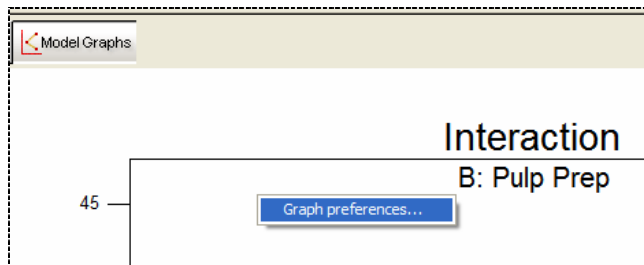 Model Graphs
Interaction
B: Pulp Prep
45
Graph preferences...